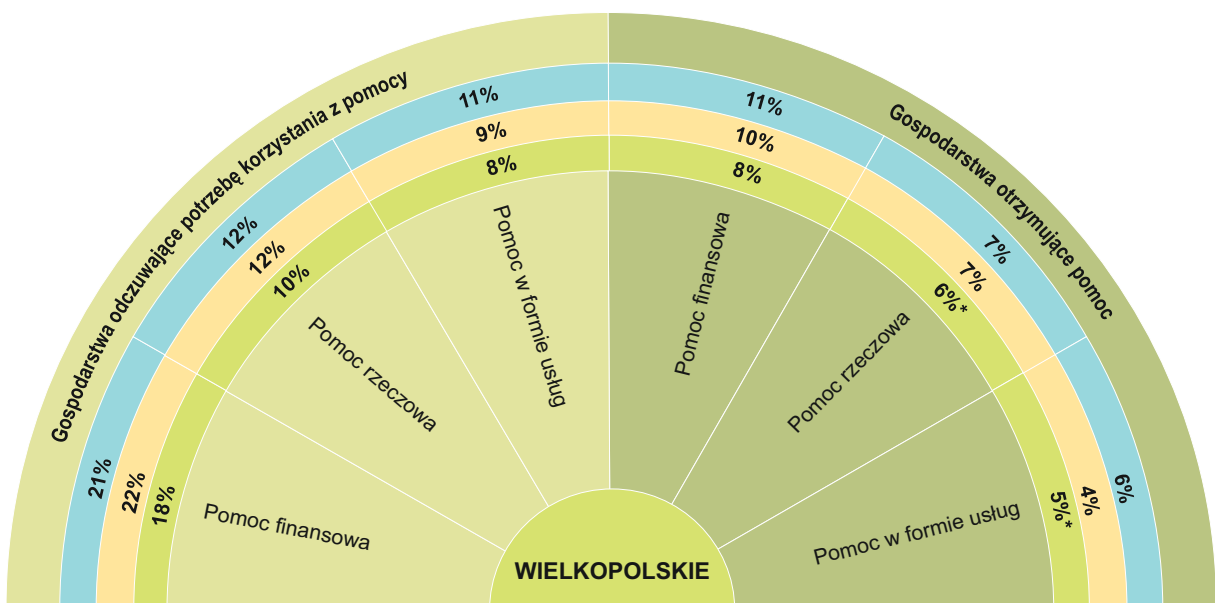 Gospodarstwa odczuwające potrzebę korzystania z pomocy
Gospodarstwa otrzymujące pomoc
21%
22%
18%
Pomoc finansowa
12%
12%
10%
Pomoc rzeczowa
11%
9%
8%
Pomoc w formie usług
11%
10%
8%
Pomoc finansowa
7%
7%
6%*
Pomoc rzeczowa
6%
4%
5%*
Pomoc w formie usług
WIELKOPOLSKIE